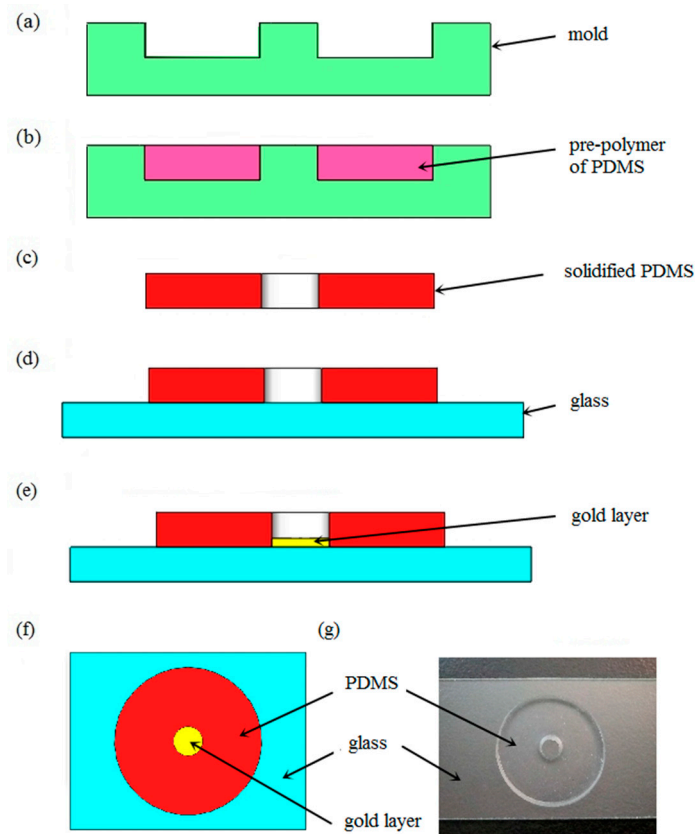 (a)
mold
(b)
pre-polymer
of PDMS
(c)
solidified PDMS
(d)
glass
(e)
gold layer
(f)
(g)
PDMS
glass
gold layer